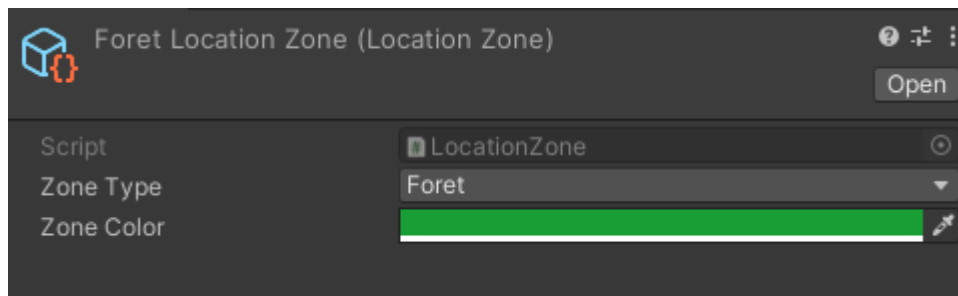 Foret Location Zone (Location Zone)
Open
Script LocationZone
Zone Type Foret
Zone Color